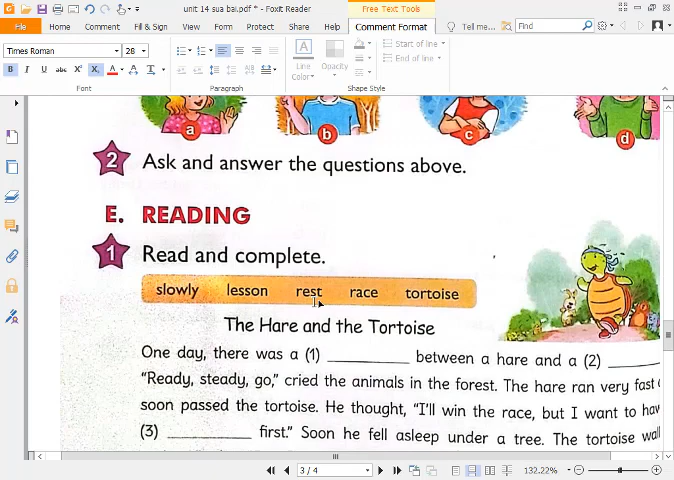 unit 14 sua bai.pdf * - Foxit Reader
Free Text Tools
File
Home
Comment
Fill & Sign
View
Form
Protect
Share
Help
Comment Format
Tell me...
Find
Times Roman
28
B I U abc X² X₂ A T
Font
Paragraph
Line Color
Opacity
Start of line
End of line
Shape Style
a
b
c
d
2 Ask and answer the questions above.
E. READING
1 Read and complete.
slowly lesson rest race tortoise
The Hare and the Tortoise
One day, there was a (1) __________ between a hare and a (2) ______
“Ready, steady, go,” cried the animals in the forest. The hare ran very fast
soon passed the tortoise. He thought, “I'll win the race, but I want to hav
(3) __________ first.” Soon he fell asleep under a tree. The tortoise wal
3 / 4
132.22%